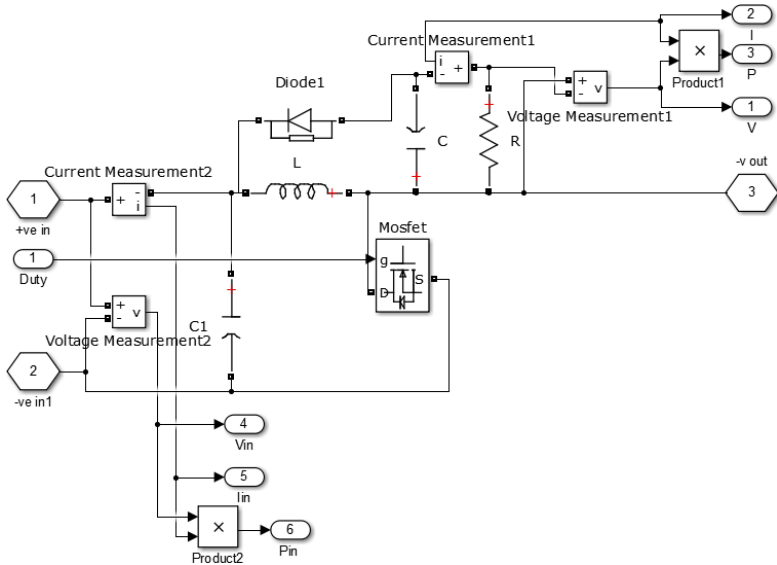 2
I
Current Measurement1
i
-
+
×
Product1
3
P
Diode1
+
-
v
Voltage Measurement1
1
V
C
R
L
-v out
3
Current Measurement2
1
+ve in
+
-
i
Mosfet
g
D
S
1
Duty
+
-
v
Voltage Measurement2
C1
2
-ve in1
4
Vin
5
Iin
×
Product2
6
Pin